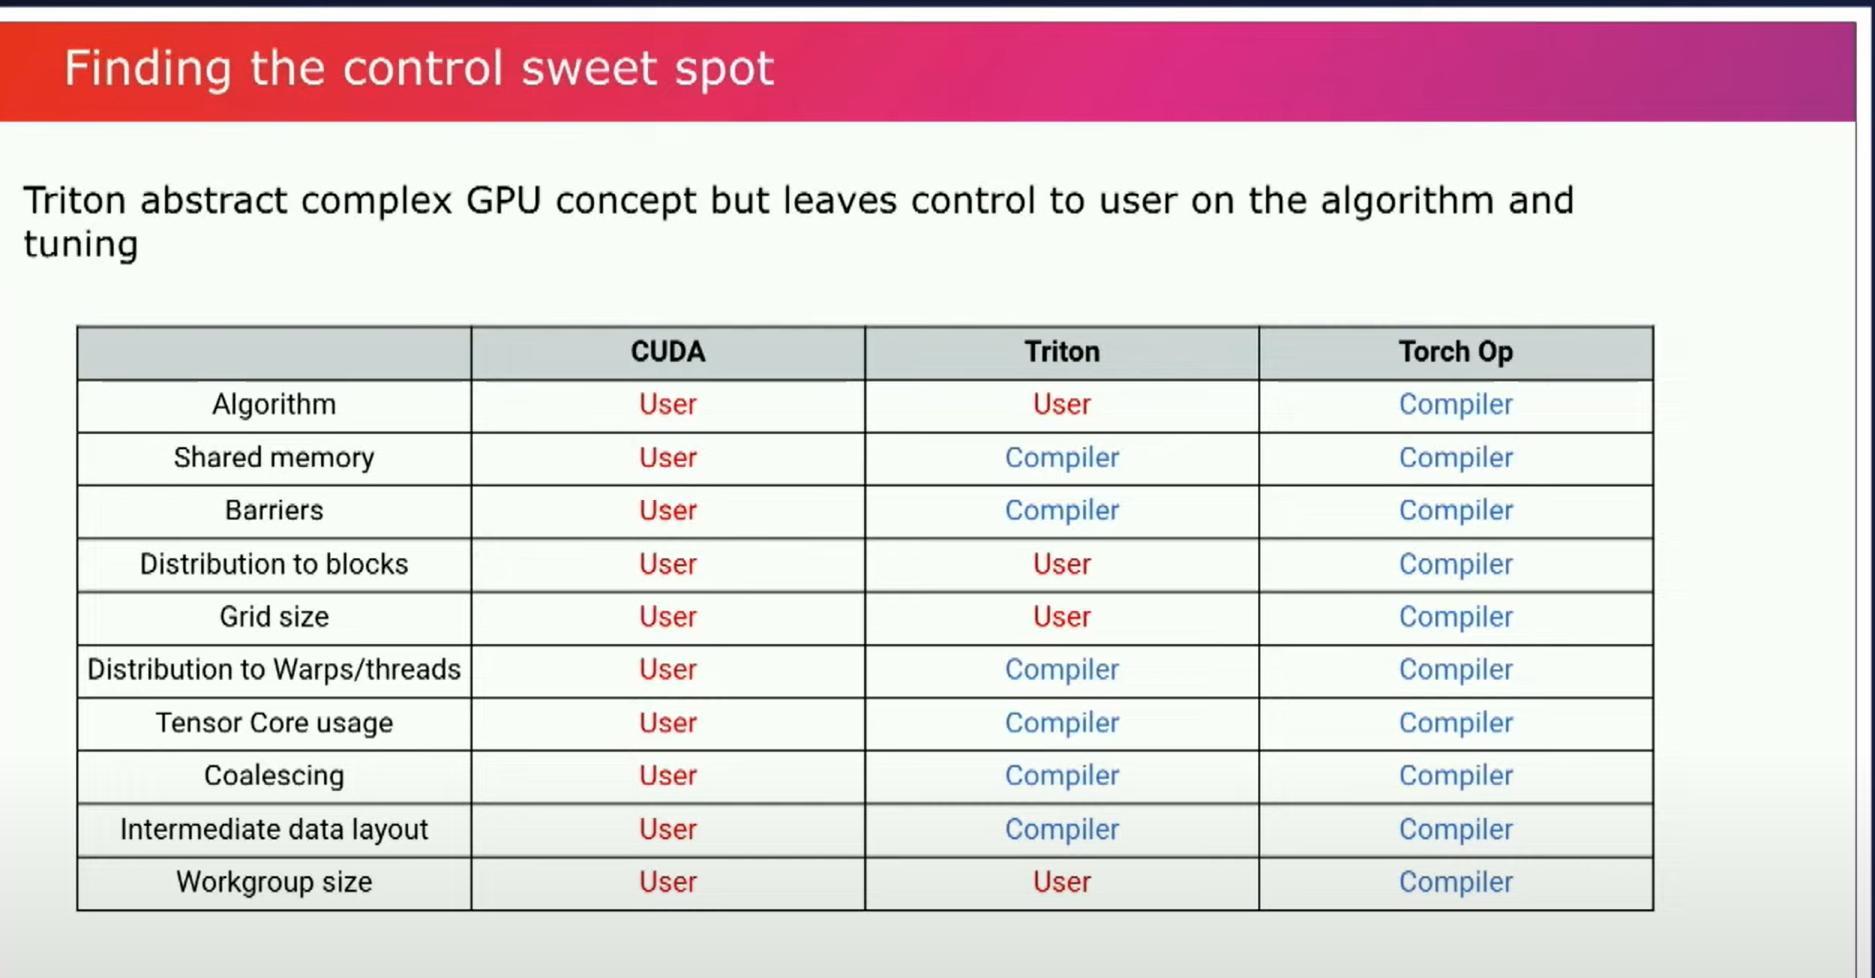 Finding the control sweet spot
Triton abstract complex GPU concept but leaves control to user on the algorithm and
tuning
CUDA Triton Torch Op
Algorithm User User Compiler
Shared memory User Compiler Compiler
Barriers User Compiler Compiler
Distribution to blocks User User Compiler
Grid size User User Compiler
Distribution to Warps/threads User Compiler Compiler
Tensor Core usage User Compiler Compiler
Coalescing User Compiler Compiler
Intermediate data layout User Compiler Compiler
Workgroup size User User Compiler